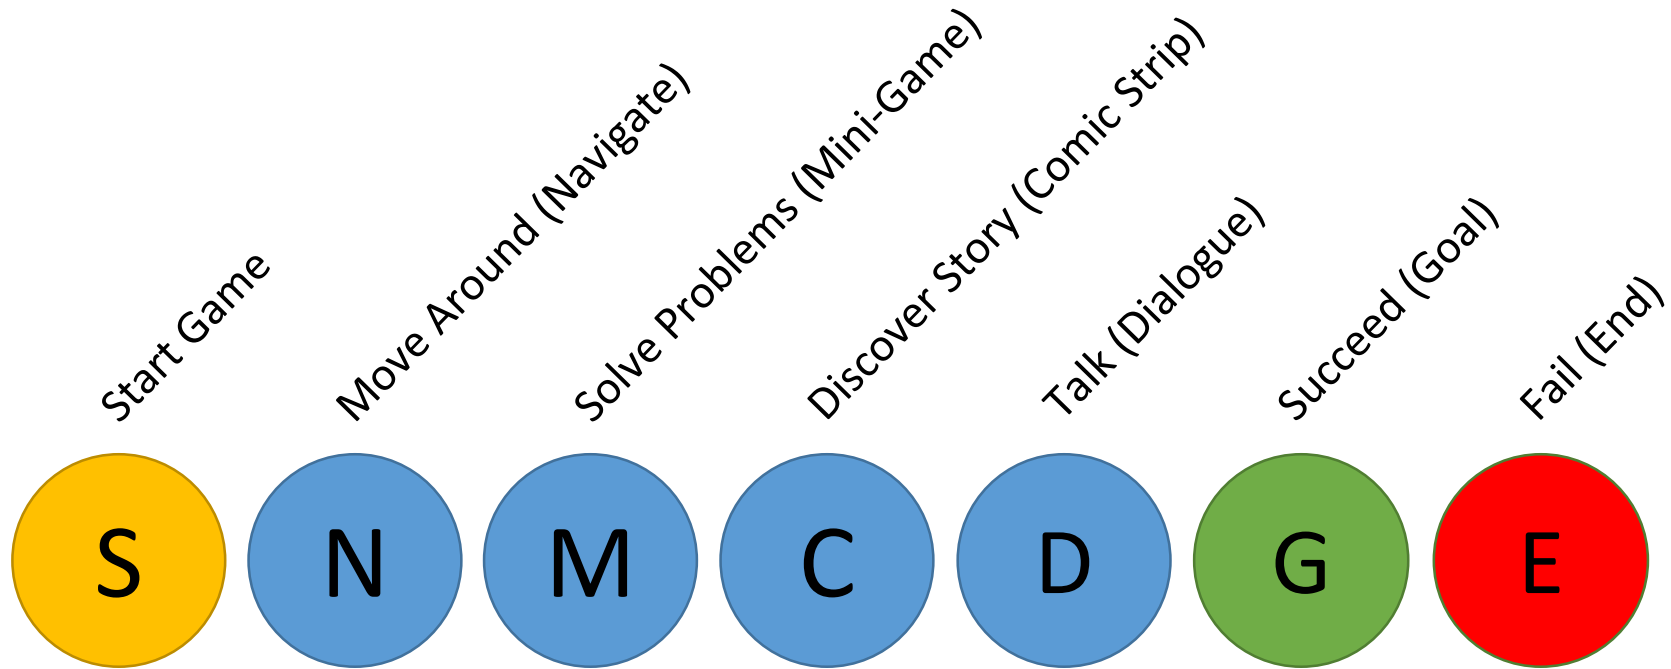 Start Game
Move Around (Navigate)
Solve Problems (Mini-Game)
Discover Story (Comic Strip)
Talk (Dialogue)
Succeed (Goal)
Fail (End)
S
N
M
C
D
G
E